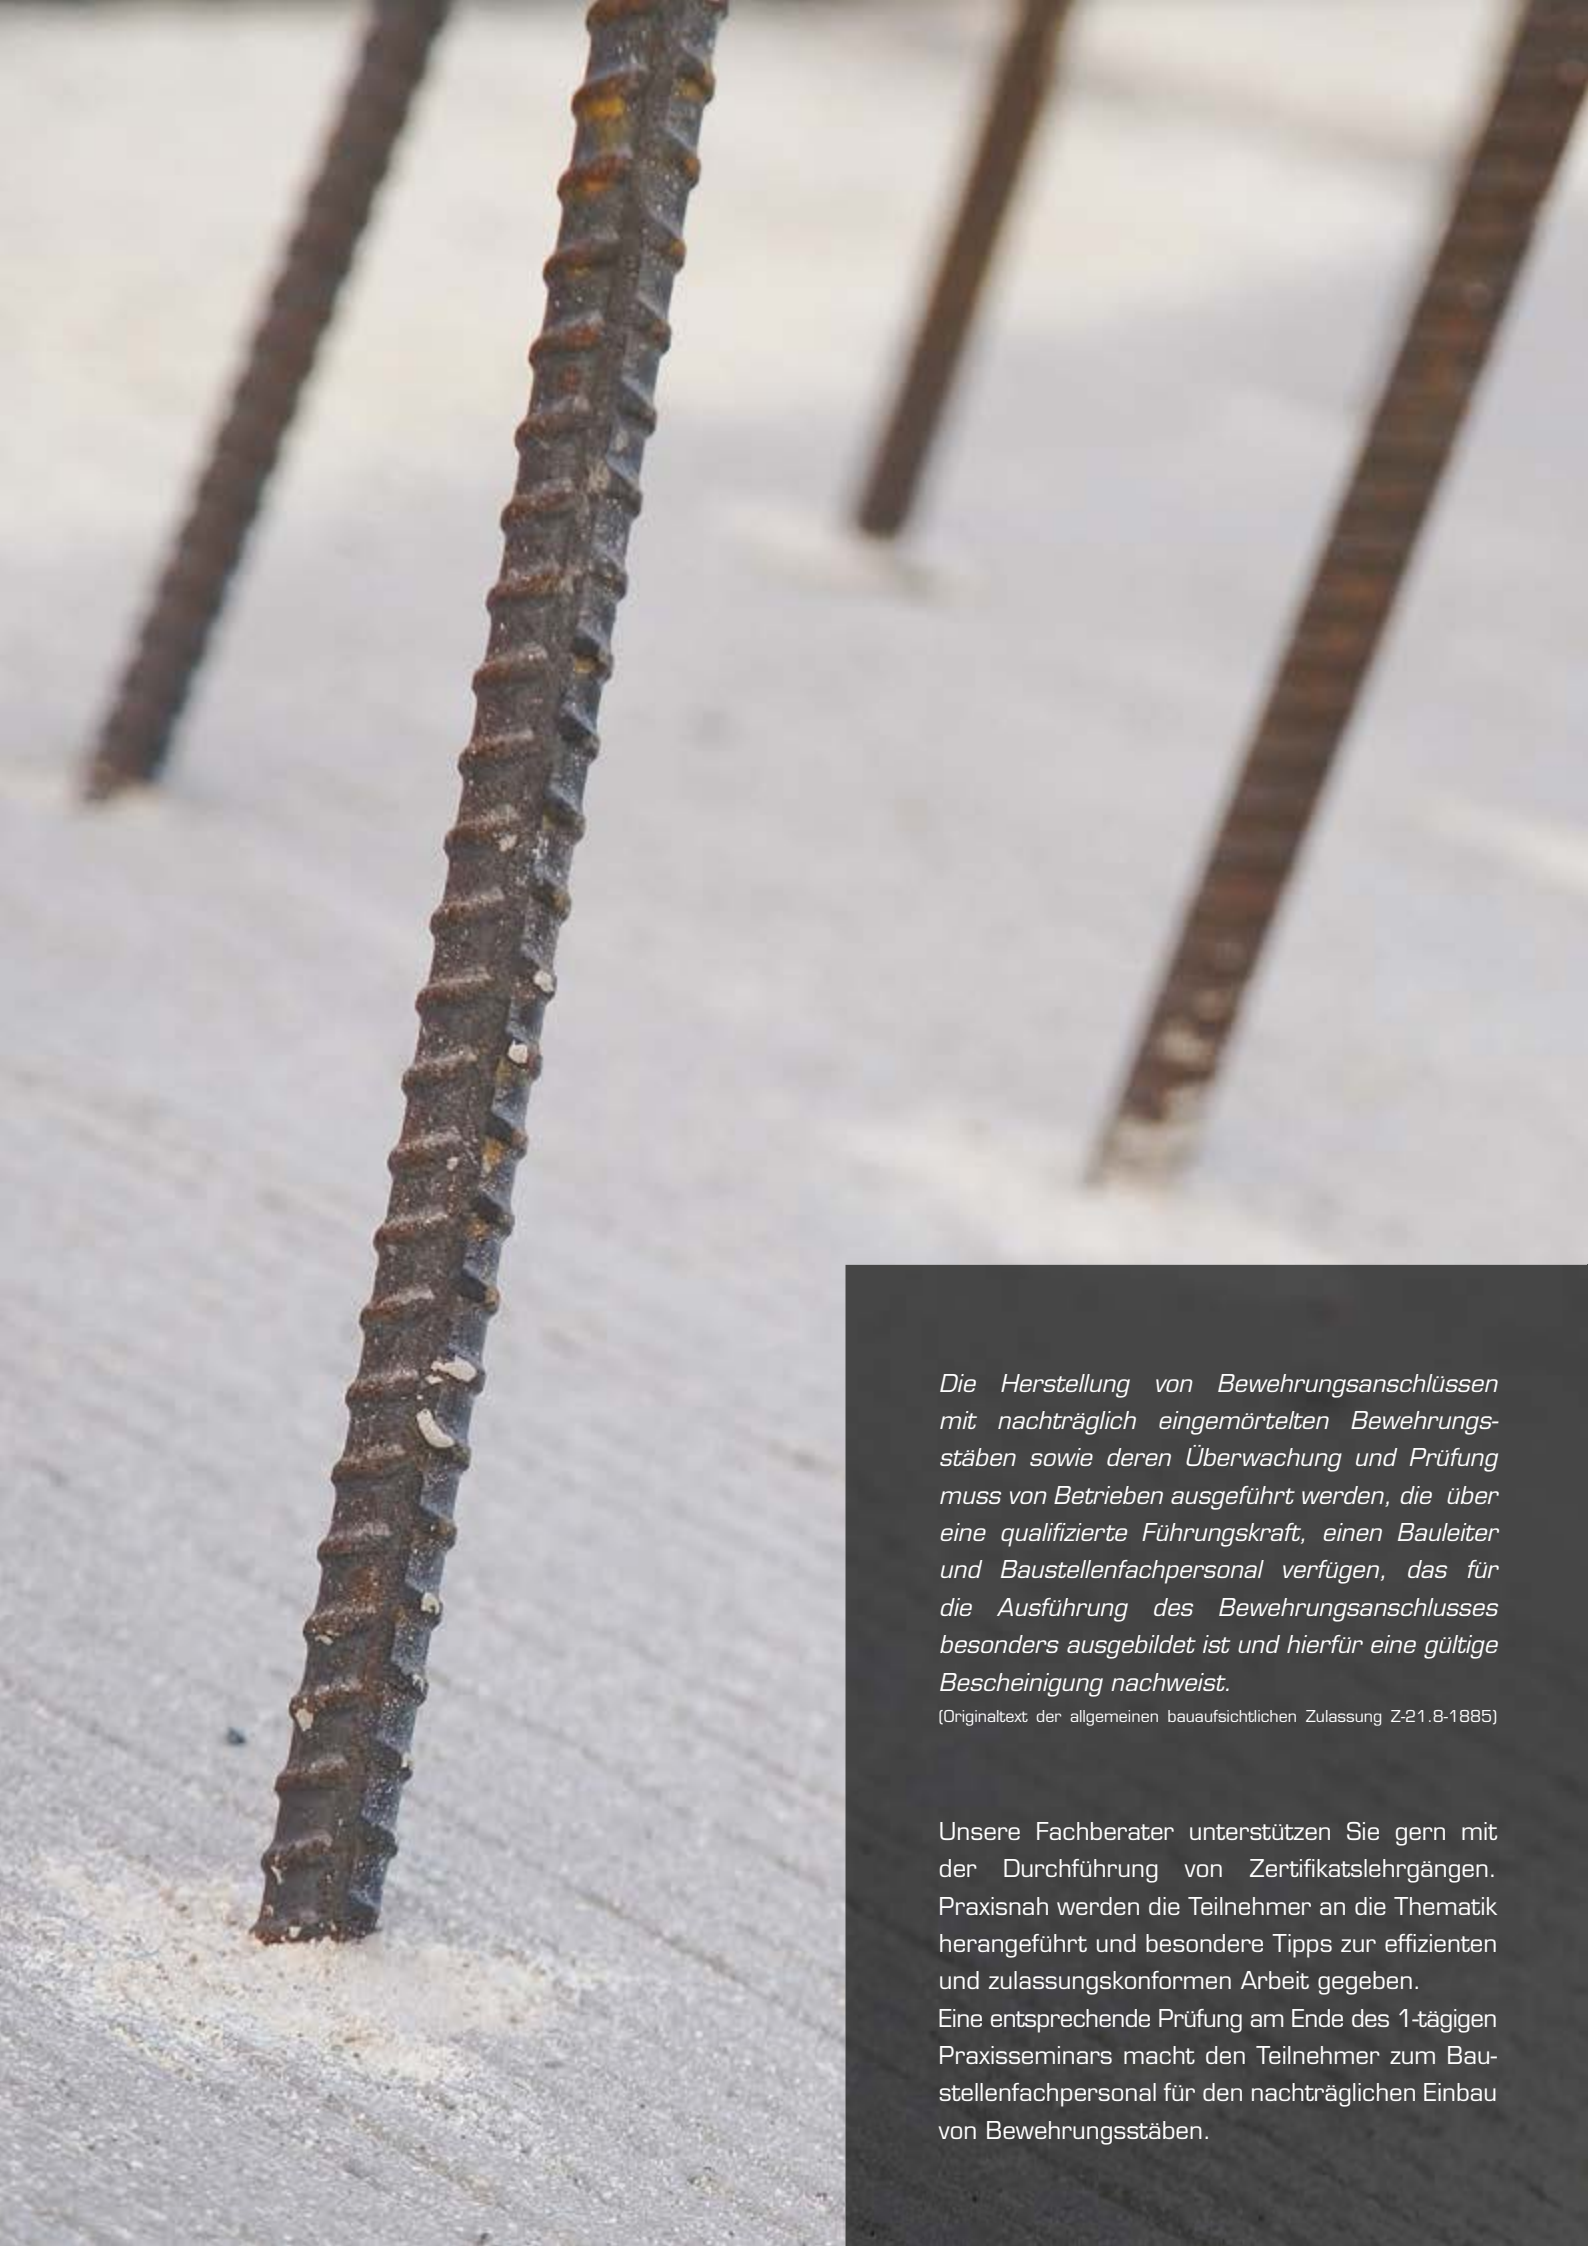 Die Herstellung von Bewehrungsanschlüssen
mit nachträglich eingemörtelten Bewehrungs-
stäben sowie deren Überwachung und Prüfung
muss von Betrieben ausgeführt werden, die über
eine qualifizierte Führungskraft, einen Bauleiter
und Baustellenfachpersonal verfügen, das für
die Ausführung des Bewehrungsanschlusses
besonders ausgebildet ist und hierfür eine gültige
Bescheinigung nachweist.
(Originaltext der allgemeinen bauaufsichtlichen Zulassung Z-21.8-1885)
Unsere Fachberater unterstützen Sie gern mit
der Durchführung von Zertifikatslehrgängen.
Praxisnah werden die Teilnehmer an die Thematik
herangeführt und besondere Tipps zur effizienten
und zulassungskonformen Arbeit gegeben.
Eine entsprechende Prüfung am Ende des 1-tägigen
Praxisseminars macht den Teilnehmer zum Bau-
stellenfachpersonal für den nachträglichen Einbau
von Bewehrungsstäben.